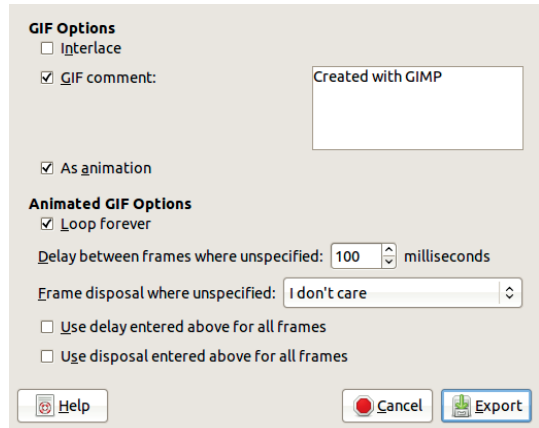 GIF Options
Interlace
GIF comment:
Created with GIMP
As animation
Animated GIF Options
Loop forever
Delay between frames where unspecified: 100 milliseconds
Frame disposal where unspecified: I don't care
Use delay entered above for all frames
Use disposal entered above for all frames
Help Cancel Export